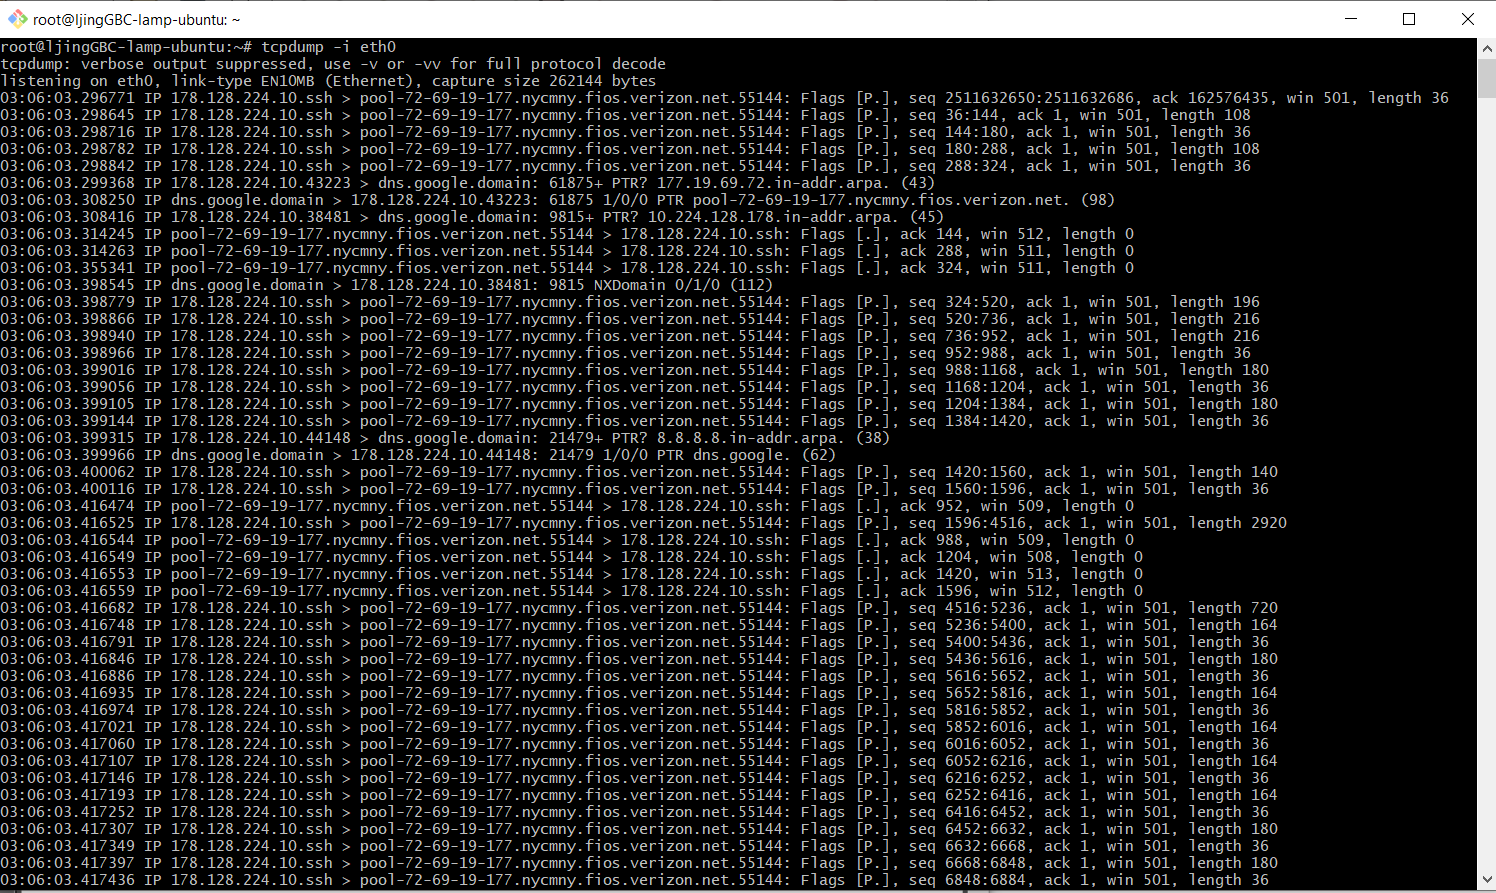 root@ljingGBC-lamp-ubuntu: ~
root@ljingGBC-lamp-ubuntu:~# tcpdump -i eth0
tcpdump: verbose output suppressed, use -v or -vv for full protocol decode
listening on eth0, link-type EN10MB (Ethernet), capture size 262144 bytes
03:06:03.296771 IP 178.128.224.10.ssh > pool-72-69-19-177.nycmny.fios.verizon.net.55144: Flags [P.], seq 2511632650:2511632686, ack 162576435, win 501, length 36
03:06:03.298645 IP 178.128.224.10.ssh > pool-72-69-19-177.nycmny.fios.verizon.net.55144: Flags [P.], seq 36:144, ack 1, win 501, length 108
03:06:03.298716 IP 178.128.224.10.ssh > pool-72-69-19-177.nycmny.fios.verizon.net.55144: Flags [P.], seq 144:180, ack 1, win 501, length 36
03:06:03.298782 IP 178.128.224.10.ssh > pool-72-69-19-177.nycmny.fios.verizon.net.55144: Flags [P.], seq 180:288, ack 1, win 501, length 108
03:06:03.298842 IP 178.128.224.10.ssh > pool-72-69-19-177.nycmny.fios.verizon.net.55144: Flags [P.], seq 288:324, ack 1, win 501, length 36
03:06:03.299368 IP 178.128.224.10.43223 > dns.google.domain: 61875+ PTR? 177.19.69.72.in-addr.arpa. (43)
03:06:03.308250 IP dns.google.domain > 178.128.224.10.43223: 61875 1/0/0 PTR pool-72-69-19-177.nycmny.fios.verizon.net. (98)
03:06:03.308416 IP 178.128.224.10.38481 > dns.google.domain: 9815+ PTR? 10.224.128.178.in-addr.arpa. (45)
03:06:03.314245 IP pool-72-69-19-177.nycmny.fios.verizon.net.55144 > 178.128.224.10.ssh: Flags [.], ack 144, win 512, length 0
03:06:03.314263 IP pool-72-69-19-177.nycmny.fios.verizon.net.55144 > 178.128.224.10.ssh: Flags [.], ack 288, win 511, length 0
03:06:03.355341 IP pool-72-69-19-177.nycmny.fios.verizon.net.55144 > 178.128.224.10.ssh: Flags [.], ack 324, win 511, length 0
03:06:03.398545 IP dns.google.domain > 178.128.224.10.38481: 9815 NXDomain 0/1/0 (112)
03:06:03.398779 IP 178.128.224.10.ssh > pool-72-69-19-177.nycmny.fios.verizon.net.55144: Flags [P.], seq 324:520, ack 1, win 501, length 196
03:06:03.398866 IP 178.128.224.10.ssh > pool-72-69-19-177.nycmny.fios.verizon.net.55144: Flags [P.], seq 520:736, ack 1, win 501, length 216
03:06:03.398940 IP 178.128.224.10.ssh > pool-72-69-19-177.nycmny.fios.verizon.net.55144: Flags [P.], seq 736:952, ack 1, win 501, length 216
03:06:03.398966 IP 178.128.224.10.ssh > pool-72-69-19-177.nycmny.fios.verizon.net.55144: Flags [P.], seq 952:988, ack 1, win 501, length 36
03:06:03.399016 IP 178.128.224.10.ssh > pool-72-69-19-177.nycmny.fios.verizon.net.55144: Flags [P.], seq 988:1168, ack 1, win 501, length 180
03:06:03.399056 IP 178.128.224.10.ssh > pool-72-69-19-177.nycmny.fios.verizon.net.55144: Flags [P.], seq 1168:1204, ack 1, win 501, length 36
03:06:03.399105 IP 178.128.224.10.ssh > pool-72-69-19-177.nycmny.fios.verizon.net.55144: Flags [P.], seq 1204:1384, ack 1, win 501, length 180
03:06:03.399144 IP 178.128.224.10.ssh > pool-72-69-19-177.nycmny.fios.verizon.net.55144: Flags [P.], seq 1384:1420, ack 1, win 501, length 36
03:06:03.399315 IP 178.128.224.10.44148 > dns.google.domain: 21479+ PTR? 8.8.8.8.in-addr.arpa. (38)
03:06:03.399966 IP dns.google.domain > 178.128.224.10.44148: 21479 1/0/0 PTR dns.google. (62)
03:06:03.400062 IP 178.128.224.10.ssh > pool-72-69-19-177.nycmny.fios.verizon.net.55144: Flags [P.], seq 1420:1560, ack 1, win 501, length 140
03:06:03.400116 IP 178.128.224.10.ssh > pool-72-69-19-177.nycmny.fios.verizon.net.55144: Flags [P.], seq 1560:1596, ack 1, win 501, length 36
03:06:03.416474 IP pool-72-69-19-177.nycmny.fios.verizon.net.55144 > 178.128.224.10.ssh: Flags [.], ack 952, win 509, length 0
03:06:03.416525 IP 178.128.224.10.ssh > pool-72-69-19-177.nycmny.fios.verizon.net.55144: Flags [P.], seq 1596:4516, ack 1, win 501, length 2920
03:06:03.416544 IP pool-72-69-19-177.nycmny.fios.verizon.net.55144 > 178.128.224.10.ssh: Flags [.], ack 988, win 509, length 0
03:06:03.416549 IP pool-72-69-19-177.nycmny.fios.verizon.net.55144 > 178.128.224.10.ssh: Flags [.], ack 1204, win 508, length 0
03:06:03.416553 IP pool-72-69-19-177.nycmny.fios.verizon.net.55144 > 178.128.224.10.ssh: Flags [.], ack 1420, win 513, length 0
03:06:03.416559 IP pool-72-69-19-177.nycmny.fios.verizon.net.55144 > 178.128.224.10.ssh: Flags [.], ack 1596, win 512, length 0
03:06:03.416682 IP 178.128.224.10.ssh > pool-72-69-19-177.nycmny.fios.verizon.net.55144: Flags [P.], seq 4516:5236, ack 1, win 501, length 720
03:06:03.416748 IP 178.128.224.10.ssh > pool-72-69-19-177.nycmny.fios.verizon.net.55144: Flags [P.], seq 5236:5400, ack 1, win 501, length 164
03:06:03.416791 IP 178.128.224.10.ssh > pool-72-69-19-177.nycmny.fios.verizon.net.55144: Flags [P.], seq 5400:5436, ack 1, win 501, length 36
03:06:03.416846 IP 178.128.224.10.ssh > pool-72-69-19-177.nycmny.fios.verizon.net.55144: Flags [P.], seq 5436:5616, ack 1, win 501, length 180
03:06:03.416886 IP 178.128.224.10.ssh > pool-72-69-19-177.nycmny.fios.verizon.net.55144: Flags [P.], seq 5616:5652, ack 1, win 501, length 36
03:06:03.416935 IP 178.128.224.10.ssh > pool-72-69-19-177.nycmny.fios.verizon.net.55144: Flags [P.], seq 5652:5816, ack 1, win 501, length 164
03:06:03.416974 IP 178.128.224.10.ssh > pool-72-69-19-177.nycmny.fios.verizon.net.55144: Flags [P.], seq 5816:5852, ack 1, win 501, length 36
03:06:03.417021 IP 178.128.224.10.ssh > pool-72-69-19-177.nycmny.fios.verizon.net.55144: Flags [P.], seq 5852:6016, ack 1, win 501, length 164
03:06:03.417060 IP 178.128.224.10.ssh > pool-72-69-19-177.nycmny.fios.verizon.net.55144: Flags [P.], seq 6016:6052, ack 1, win 501, length 36
03:06:03.417107 IP 178.128.224.10.ssh > pool-72-69-19-177.nycmny.fios.verizon.net.55144: Flags [P.], seq 6052:6216, ack 1, win 501, length 164
03:06:03.417146 IP 178.128.224.10.ssh > pool-72-69-19-177.nycmny.fios.verizon.net.55144: Flags [P.], seq 6216:6252, ack 1, win 501, length 36
03:06:03.417193 IP 178.128.224.10.ssh > pool-72-69-19-177.nycmny.fios.verizon.net.55144: Flags [P.], seq 6252:6416, ack 1, win 501, length 164
03:06:03.417252 IP 178.128.224.10.ssh > pool-72-69-19-177.nycmny.fios.verizon.net.55144: Flags [P.], seq 6416:6452, ack 1, win 501, length 36
03:06:03.417307 IP 178.128.224.10.ssh > pool-72-69-19-177.nycmny.fios.verizon.net.55144: Flags [P.], seq 6452:6632, ack 1, win 501, length 180
03:06:03.417349 IP 178.128.224.10.ssh > pool-72-69-19-177.nycmny.fios.verizon.net.55144: Flags [P.], seq 6632:6668, ack 1, win 501, length 36
03:06:03.417397 IP 178.128.224.10.ssh > pool-72-69-19-177.nycmny.fios.verizon.net.55144: Flags [P.], seq 6668:6848, ack 1, win 501, length 180
03:06:03.417436 IP 178.128.224.10.ssh > pool-72-69-19-177.nycmny.fios.verizon.net.55144: Flags [P.], seq 6848:6884, ack 1, win 501, length 36